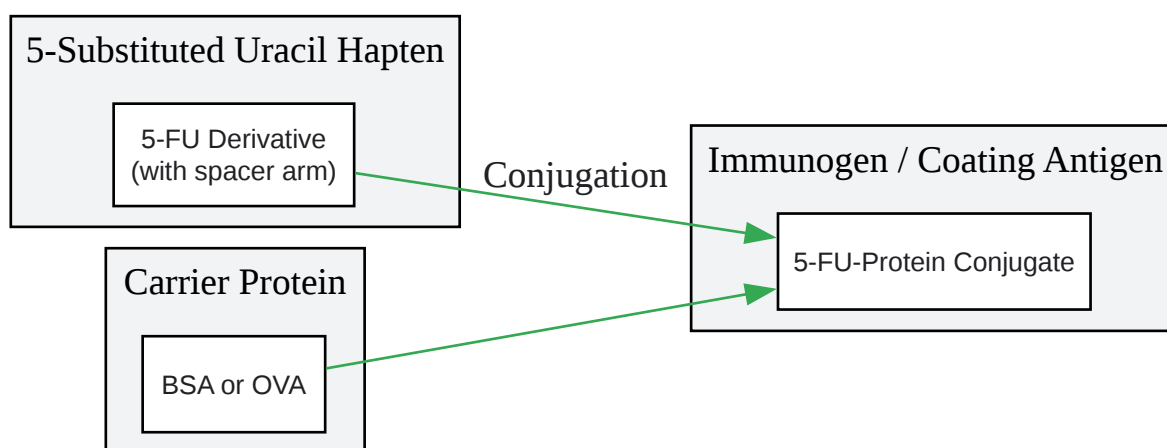 5-Substituted Uracil Hapten
5-FU Derivative
(with spacer arm)
Conjugation
Immunogen / Coating Antigen
5-FU-Protein Conjugate
Carrier Protein
BSA or OVA